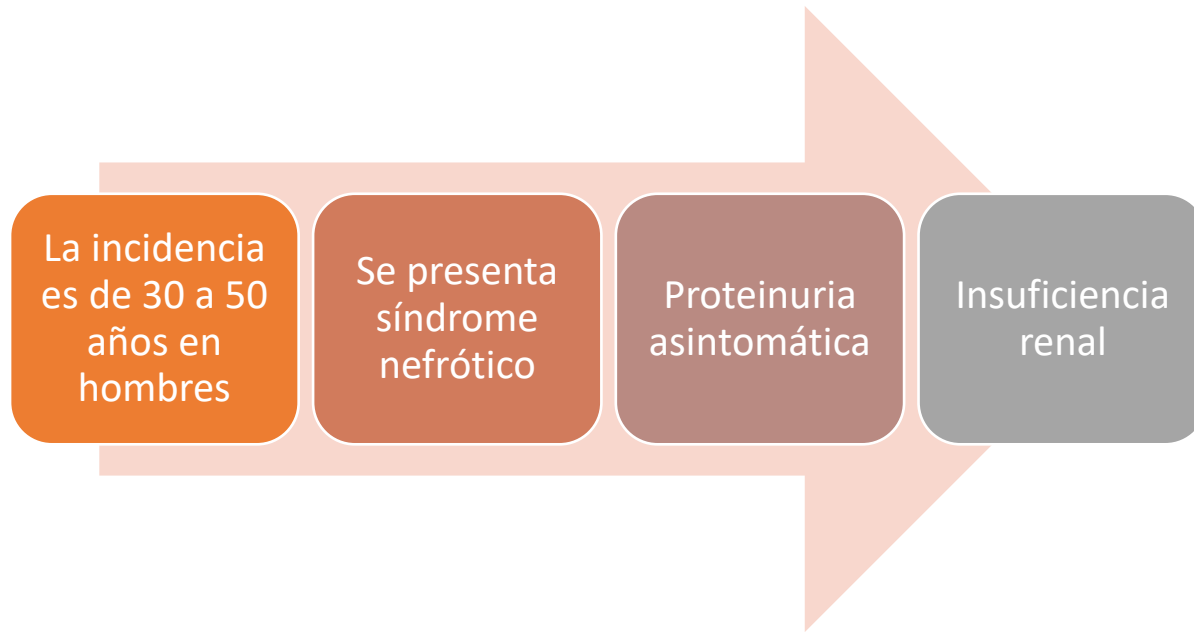 La incidencia
es de 30 a 50
años en
hombres
Se presenta
síndrome
nefrótico
Proteinuria
asintomática
Insuficiencia
renal